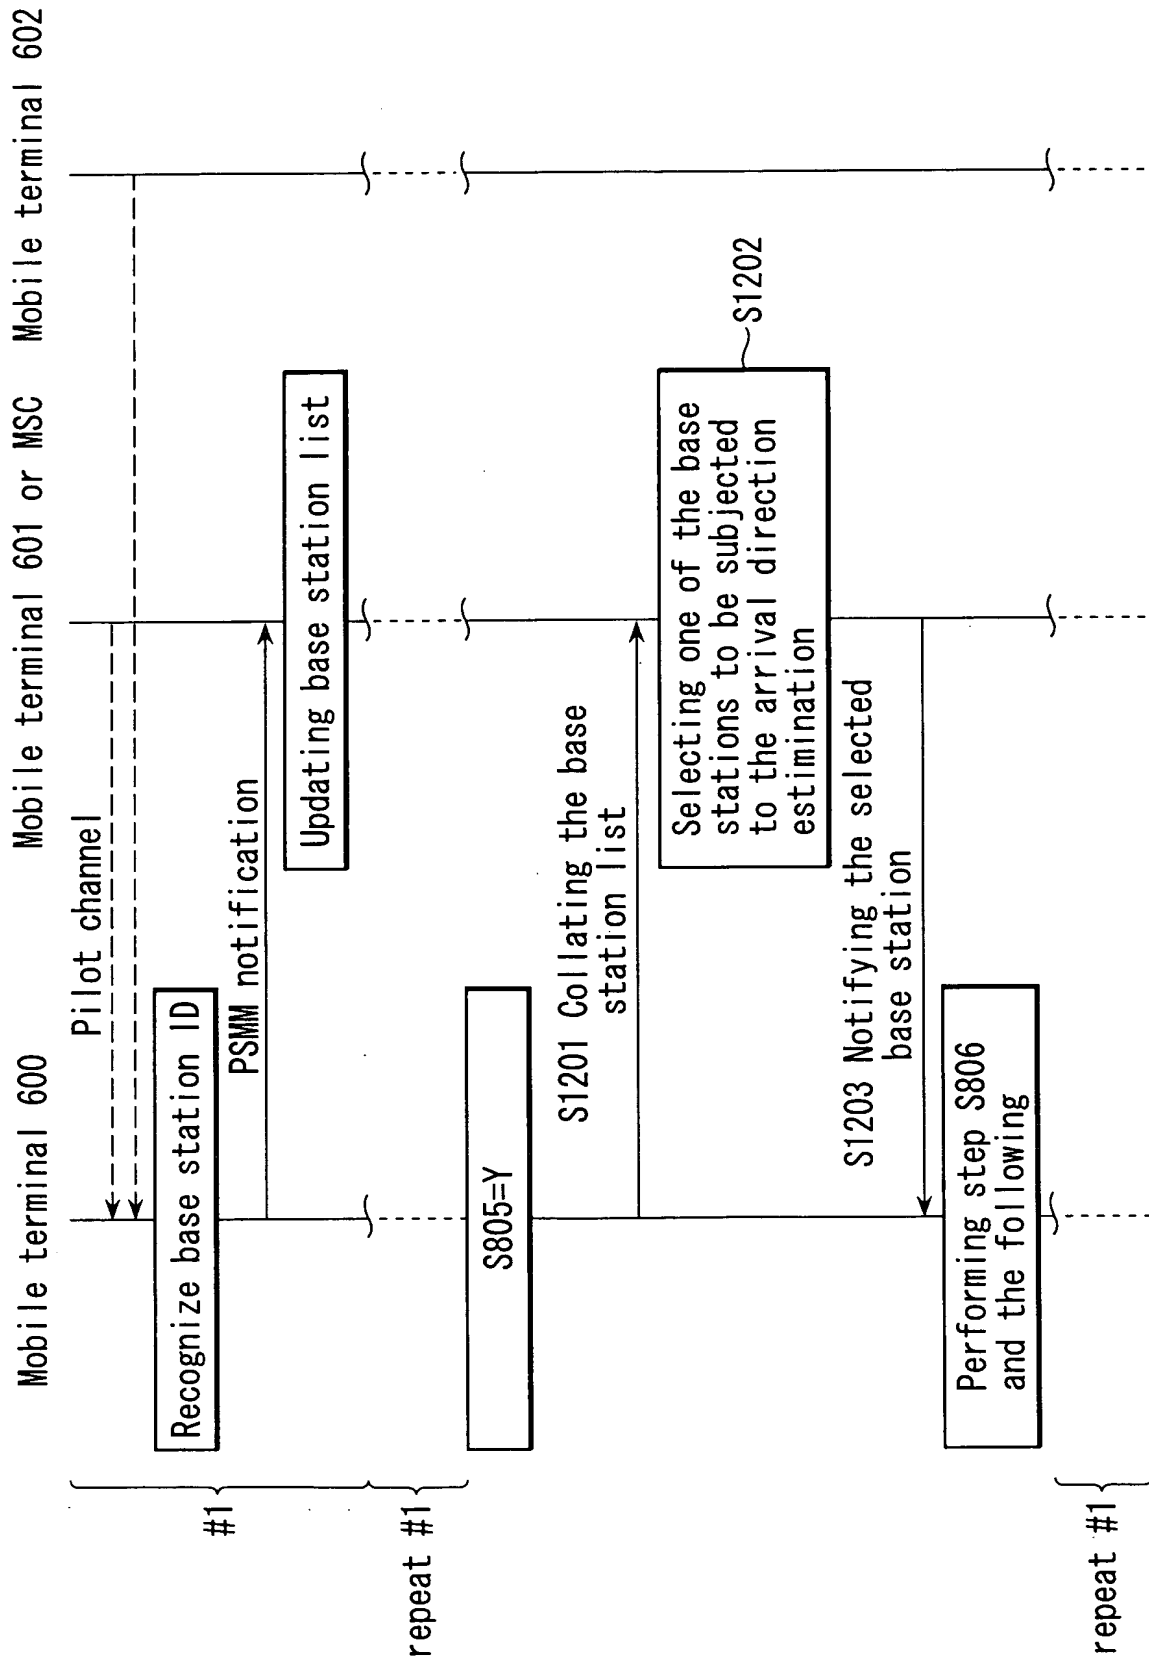 Mobile terminal 600
Mobile terminal 601 or MSC
Mobile terminal 602
Pilot channel
Recognize base station ID
PSMM notification
Updating base station list
#1
repeat #1
S805=Y
S1201 Collating the base
station list
Selecting one of the base
stations to be subjected
to the arrival direction
estimination
S1202
S1203 Notifying the selected
base station
Performing step S806
and the following
repeat #1